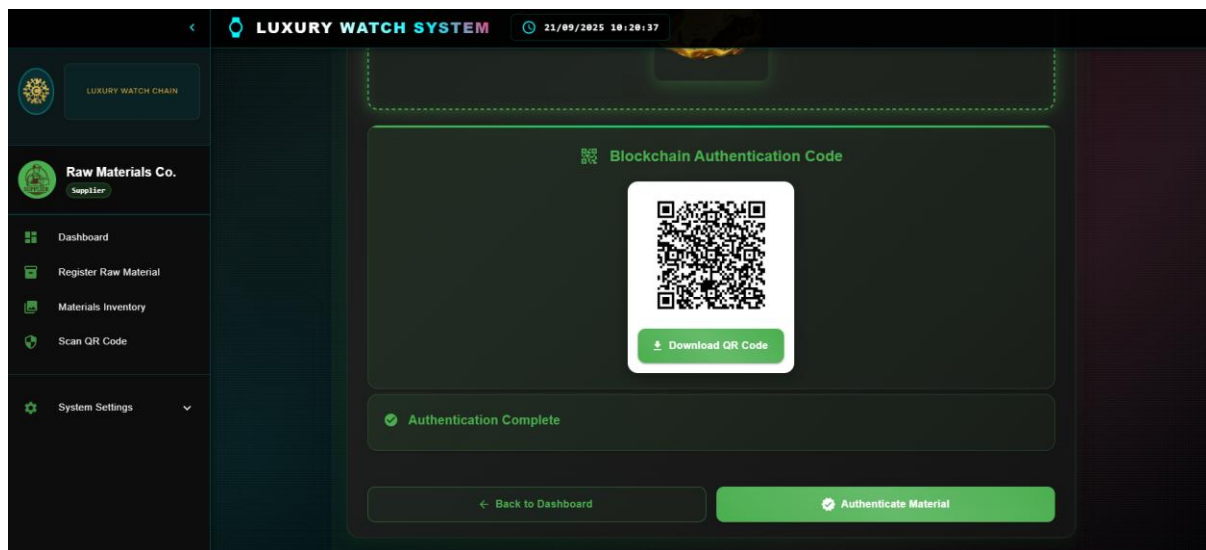 LUXURY WATCH SYSTEM
21/09/2025 10:20:37
LUXURY WATCH CHAIN
Raw Materials Co.
Supplier
Dashboard
Register Raw Material
Materials Inventory
Scan QR Code
System Settings
Blockchain Authentication Code
Download QR Code
Authentication Complete
Back to Dashboard
Authenticate Material